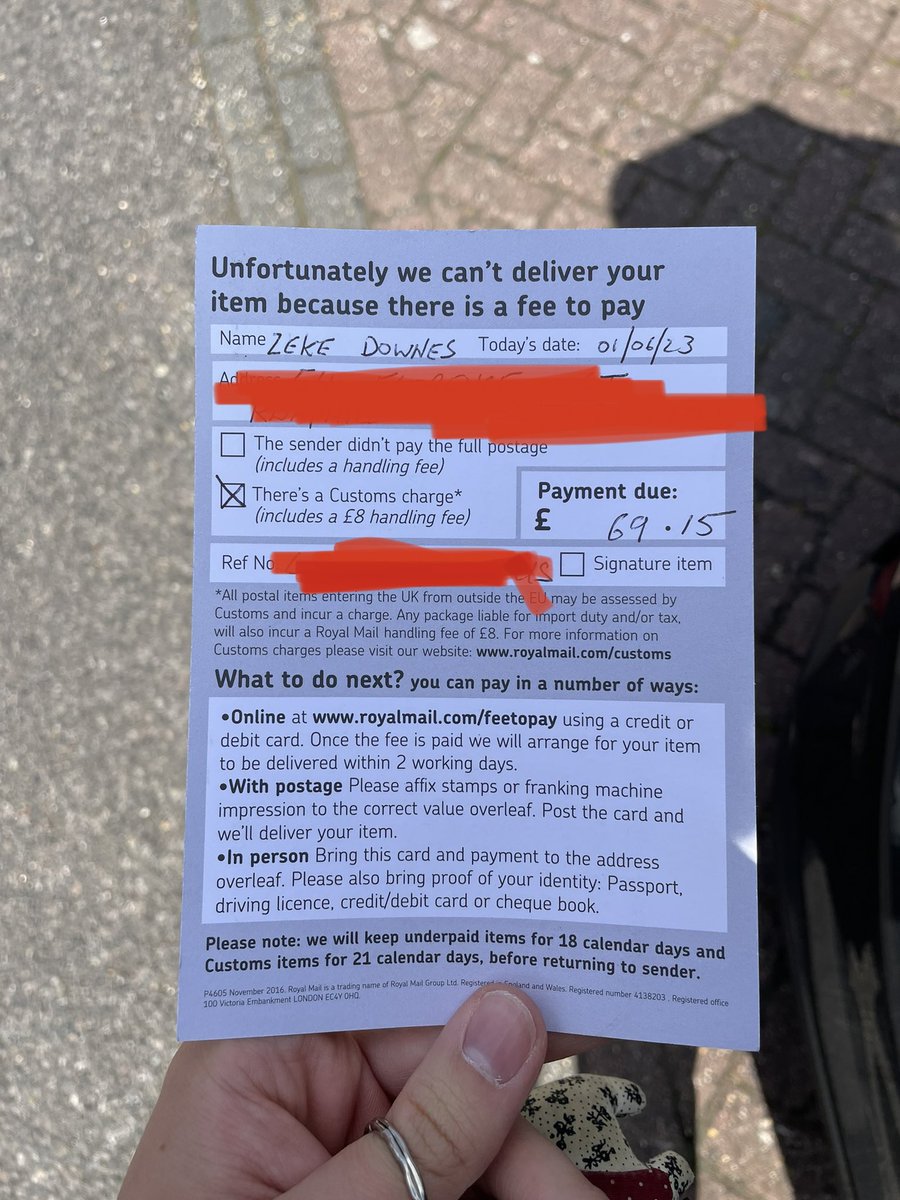 Unfortunately we can't deliver your
item because there is a fee to pay
Name ZEKE DOWNES Today's date: 01/06/23
The sender didn't pay the full postage
(includes a handling fee)
There's a Customs charge*
(includes a £8 handling fee)
Payment due:
£ 69.15
Ref No
Signature item
*All postal items entering the UK from outside the EU may be assessed by
Customs and incur a charge. Any package liable for import duty and/or tax,
will also incur a Royal Mail handling fee of £8. For more information on
Customs charges please visit our website: www.royalmail.com/customs
What to do next? you can pay in a number of ways:
•Online at www.royalmail.com/feetopay using a credit or
debit card. Once the fee is paid we will arrange for your item
to be delivered within 2 working days.
•With postage Please affix stamps or franking machine
impression to the correct value overleaf. Post the card and
we'll deliver your item.
•In person Bring this card and payment to the address
overleaf. Please also bring proof of your identity: Passport,
driving licence, credit/debit card or cheque book.
Please note: we will keep underpaid items for 18 calendar days and
Customs items for 21 calendar days, before returning to sender.
P4605 November 2016. Royal Mail is a trading name of Royal Mail Group Ltd. Registered England and Wales. Registered number 4138203. Registered office
100 Victoria Embankment LONDON EC4Y 0HQ.